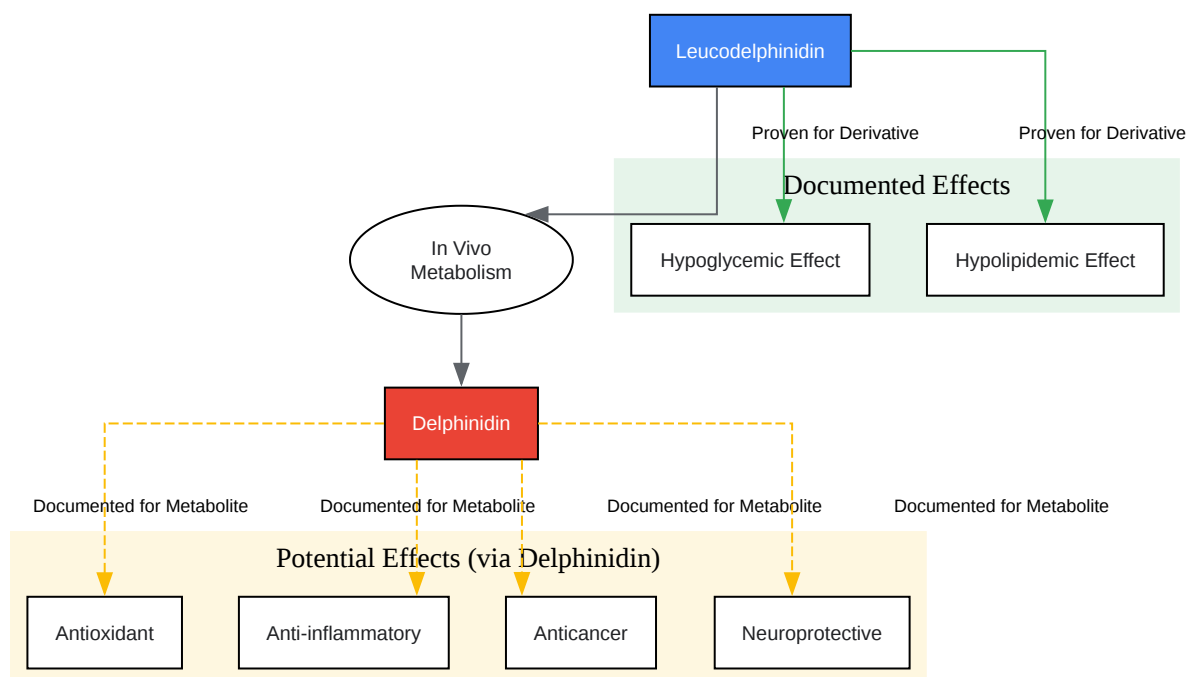 Leucodelphinidin
Proven for Derivative
Proven for Derivative
Documented Effects
In Vivo
Metabolism
Hypoglycemic Effect
Hypolipidemic Effect
Delphinidin
Documented for Metabolite
Documented for Metabolite
Documented for Metabolite
Documented for Metabolite
Potential Effects (via Delphinidin)
Antioxidant
Anti-inflammatory
Anticancer
Neuroprotective